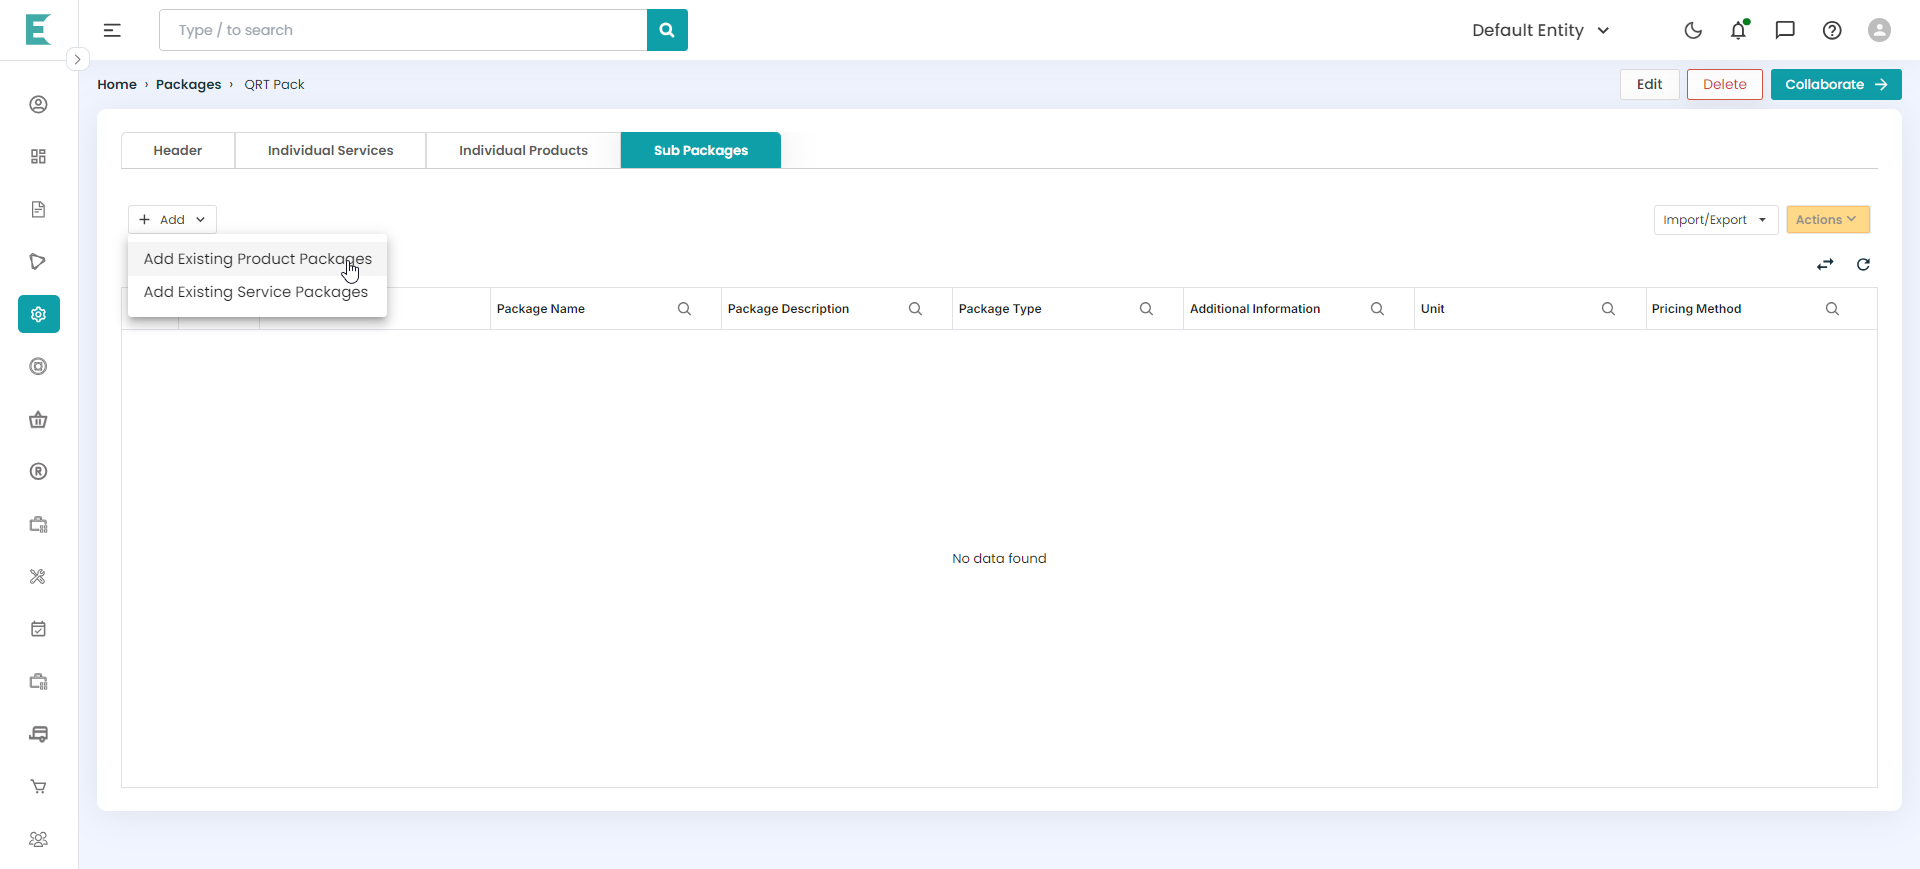 Type / to search
Default Entity
Home › Packages › QRT Pack
Edit
Delete
Collaborate
Header
Individual Services
Individual Products
Sub Packages
Add
Import/Export
Actions
Add Existing Product Packages
Add Existing Service Packages
Package Name
Package Description
Package Type
Additional Information
Unit
Pricing Method
No data found